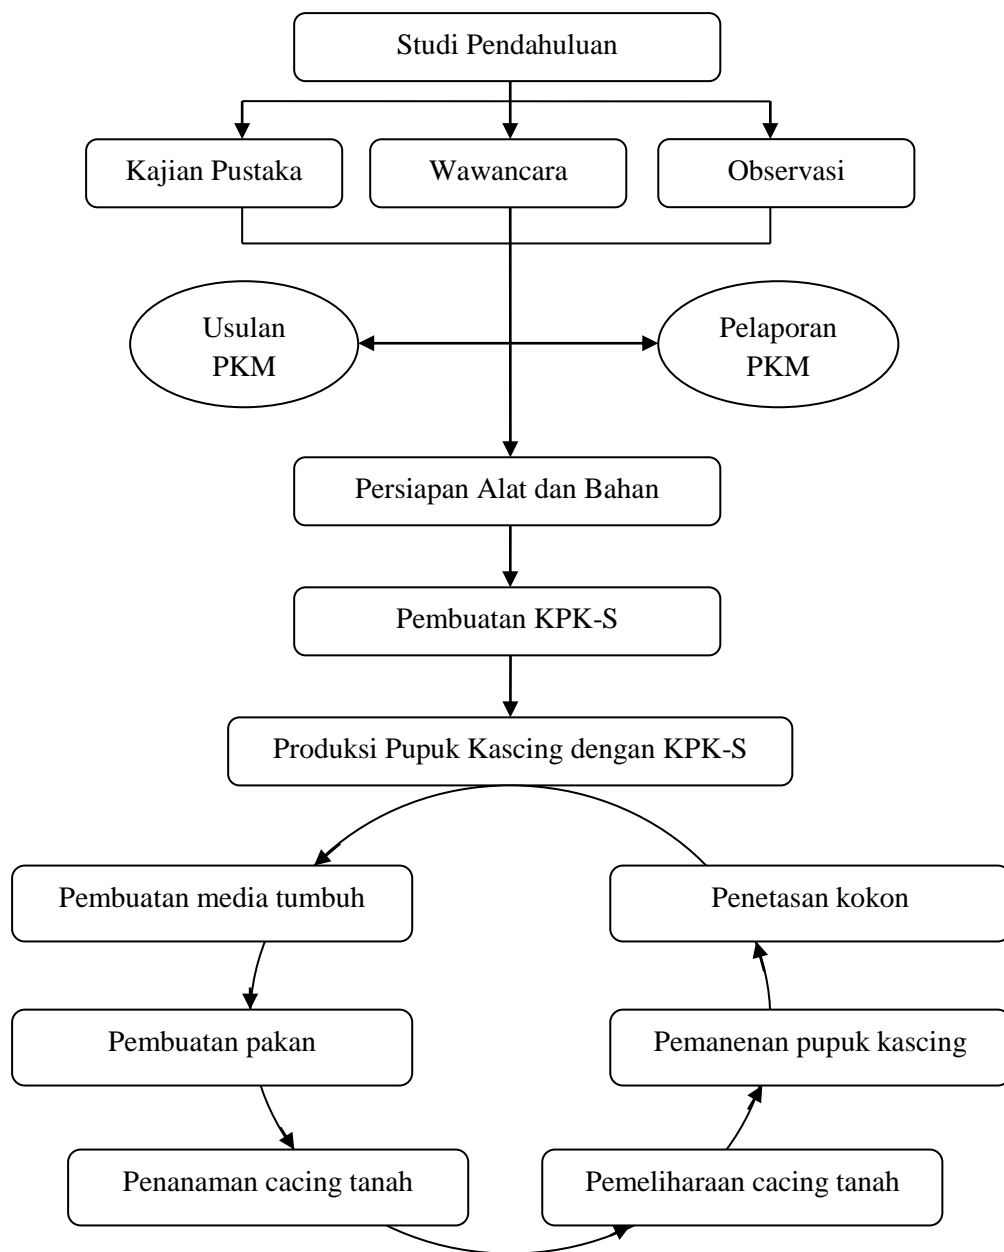 Studi Pendahuluan
Kajian Pustaka
Wawancara
Observasi
Usulan
PKM
Pelaporan
PKM
Persiapan Alat dan Bahan
Pembuatan KPK-S
Produksi Pupuk Kascing dengan KPK-S
Pembuatan media tumbuh
Penetasan kokon
Pembuatan pakan
Pemanenan pupuk kascing
Penanaman cacing tanah
Pemeliharaan cacing tanah